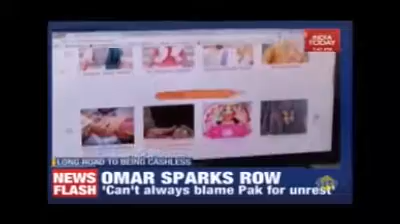 INDIA
TODAY
LONG ROAD TO BEING CASHLESS
NEWS
FLASH
OMAR SPARKS ROW
'Can't always blame Pak for unrest'